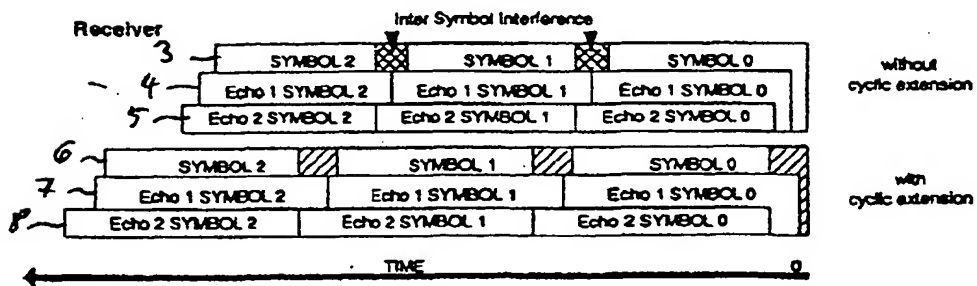 Inter Symbol Interference
Receiver
3 SYMBOL 2 SYMBOL 1 SYMBOL 0
without
cyclic extension
4 Echo 1 SYMBOL 2 Echo 1 SYMBOL 1 Echo 1 SYMBOL 0
5 Echo 2 SYMBOL 2 Echo 2 SYMBOL 1 Echo 2 SYMBOL 0
6 SYMBOL 2 SYMBOL 1 SYMBOL 0
with
cyclic extension
7 Echo 1 SYMBOL 2 Echo 1 SYMBOL 1 Echo 1 SYMBOL 0
8 Echo 2 SYMBOL 2 Echo 2 SYMBOL 1 Echo 2 SYMBOL 0
TIME 0